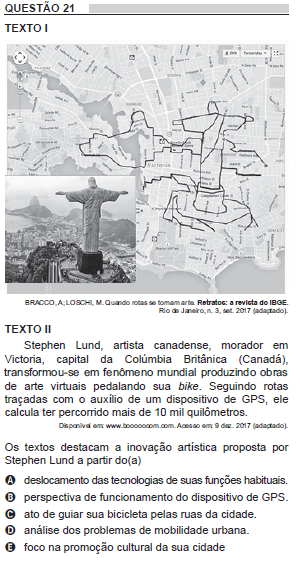 QUESTÃO 21
TEXTO I
BRACCO, A; LOSCHI, M. Quando rotas se tornam arte. Retratos: a revista do IBGE.
Rio de Janeiro, n. 3, set. 2017 (adaptado).
TEXTO II
Stephen Lund, artista canadense, morador em
Victoria, capital da Colúmbia Britânica (Canadá),
transformou-se em fenômeno mundial produzindo obras
de arte virtuais pedalando sua bike. Seguindo rotas
traçadas com o auxílio de um dispositivo de GPS, ele
calcula ter percorrido mais de 10 mil quilômetros.
Disponível em: www.booooooom.com. Acesso em: 9 dez. 2017 (adaptado).
Os textos destacam a inovação artística proposta por
Stephen Lund a partir do(a)
A deslocamento das tecnologias de suas funções habituais.
B perspectiva de funcionamento do dispositivo de GPS.
C ato de guiar sua bicicleta pelas ruas da cidade.
D análise dos problemas de mobilidade urbana.
E foco na promoção cultural da sua cidade